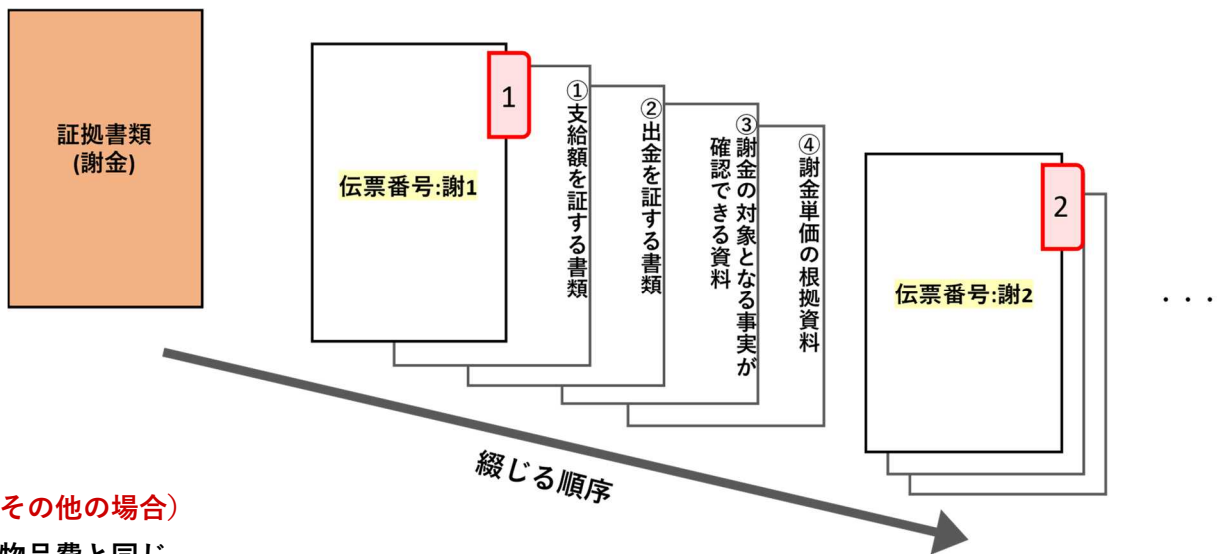 証拠書類
(謝金)
伝票番号:謝1
1
①支給額を証する書類
②出金を証する書類
③謝金の対象となる事実が
確認できる資料
④謝金単価の根拠資料
伝票番号:謝2
2
・・・
綴じる順序
その他の場合）
物品費と同じ